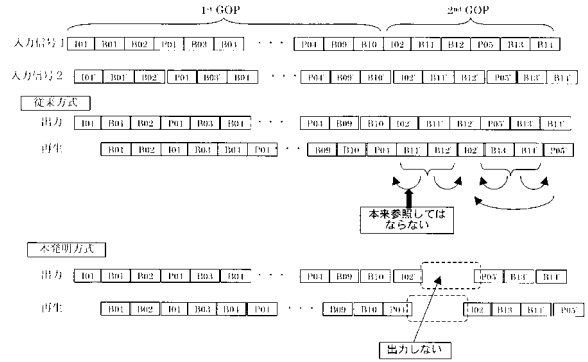 1st GOP 2nd GOP
入力信号1 I01 B01 B02 P01 B03 B04 ・・・ P04 B09 B10 I02 B11 B12 P05 B13 B14
入力信号2 I01' B01' B02' P01 B03' B04 ・・・ P04' B09' B10' I02' B11' B12' P05' B13' B14'
従来方式
出力 I01 B01 B02 P01 B03 B04 ・・・ P04 B09 B10 I02' B11' B12' P05' B13' B14'
再生 B01 B02 I01 B03 B04 P01 ・・・ B09 B10 P04 B11' B12' I02' B13 B14' P05'
本来参照しては
ならない
本発明方式
出力 I01 B01 B02 P01 B03 B04 ・・・ P04 B09 B10 I02' P05' B13' B14'
再生 B01 B02 I01 B03 B04 P01 ・・・ B09 B10 P04 I02 B13 B14' P05'
出力しない